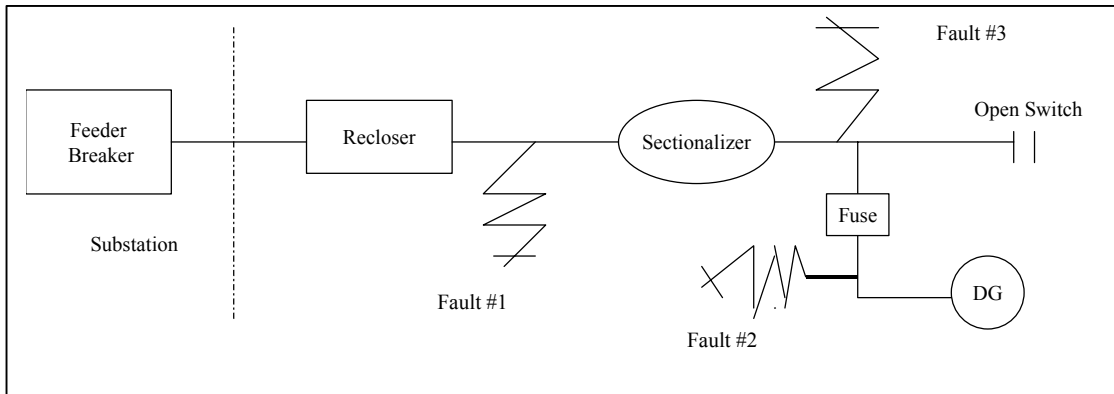 Fault #3
Open Switch
Feeder
Breaker
Recloser
Sectionalizer
Fuse
Substation
Fault #1
DG
Fault #2